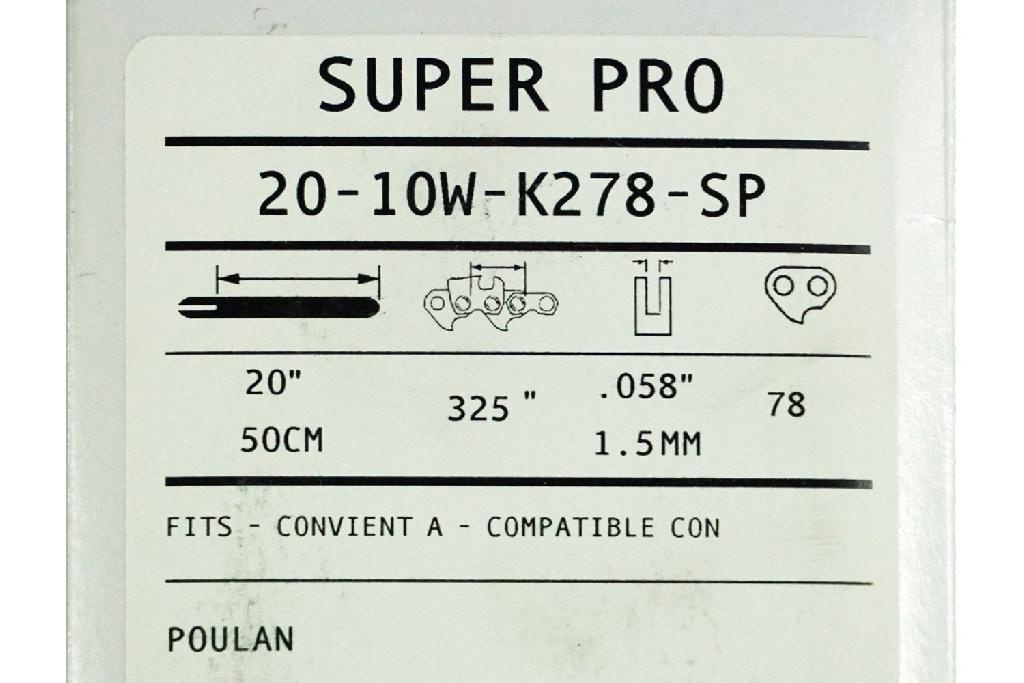 SUPER PRO
20-10W-K278-SP
20" 325 " .058" 78
50CM 1.5MM
FITS - CONVIENT A - COMPATIBLE CON
POULAN